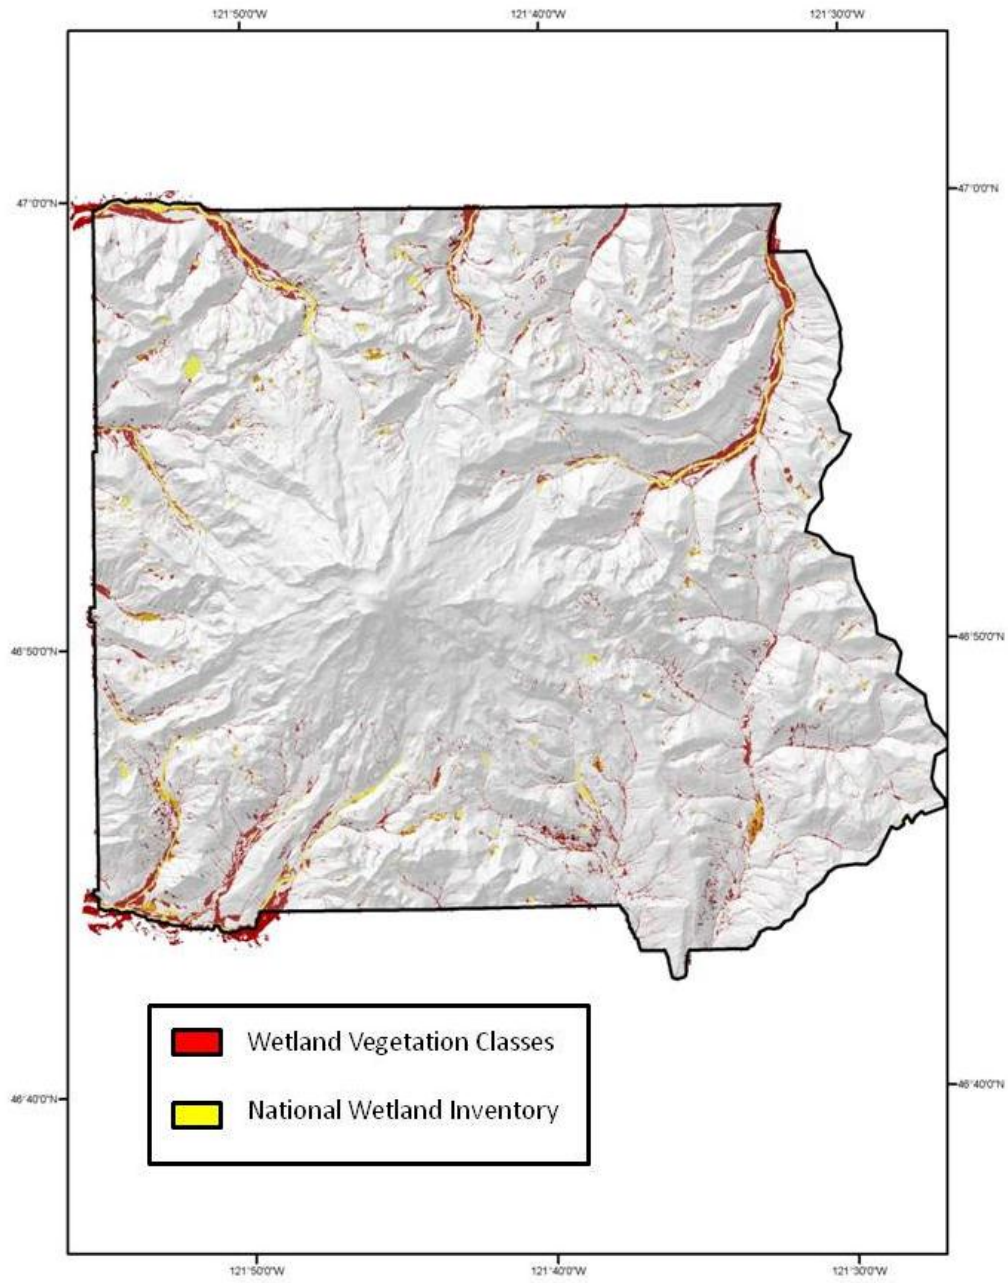 121°50'0"W 121°40'0"W 121°30'0"W
47°0'0"N 47°0'0"N
46°50'0"N 46°50'0"N
Wetland Vegetation Classes
National Wetland Inventory
46°40'0"N 46°40'0"N
121°50'0"W 121°40'0"W 121°30'0"W